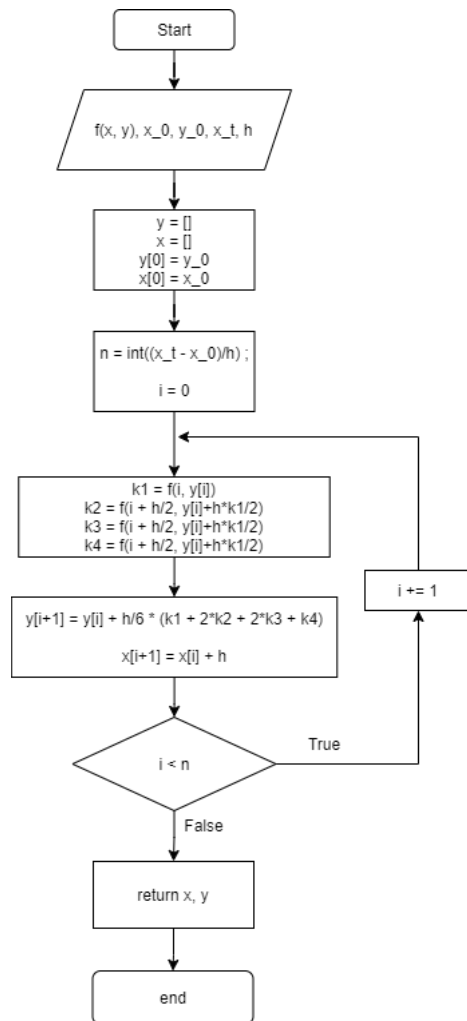 Start
f(x, y), x_0, y_0, x_t, h
y = []
x = []
y[0] = y_0
x[0] = x_0
n = int((x_t - x_0)/h) ;
i = 0
k1 = f(i, y[i])
k2 = f(i + h/2, y[i]+h*k1/2)
k3 = f(i + h/2, y[i]+h*k1/2)
k4 = f(i + h/2, y[i]+h*k1/2)
i += 1
y[i+1] = y[i] + h/6 * (k1 + 2*k2 + 2*k3 + k4)
x[i+1] = x[i] + h
True
i < n
False
return x, y
end